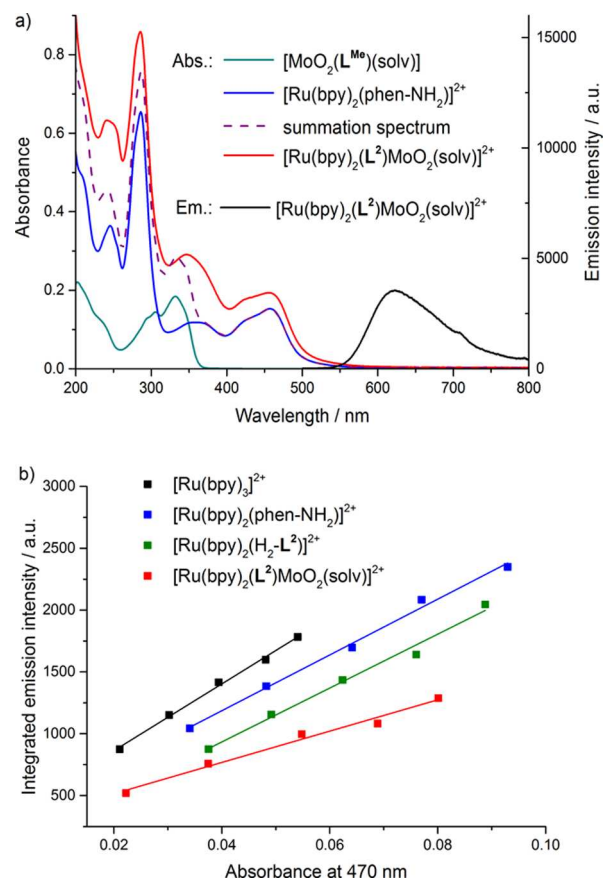 a)
Abs.: [MoO₂(L^Me)(solv)]
[Ru(bpy)₂(phen-NH₂)]²⁺
summation spectrum
[Ru(bpy)₂(L²)MoO₂(solv)]²⁺
Em.: [Ru(bpy)₂(L²)MoO₂(solv)]²⁺
Absorbance
0.8
0.6
0.4
0.2
0.0
Emission intensity / a.u.
15000
10000
5000
0
200 300 400 500 600 700 800
Wavelength / nm
b)
[Ru(bpy)₃]²⁺
[Ru(bpy)₂(phen-NH₂)]²⁺
[Ru(bpy)₂(H₂-L²)]²⁺
[Ru(bpy)₂(L²)MoO₂(solv)]²⁺
Integrated emission intensity / a.u.
3000
2500
2000
1500
1000
500
0.02 0.04 0.06 0.08 0.10
Absorbance at 470 nm